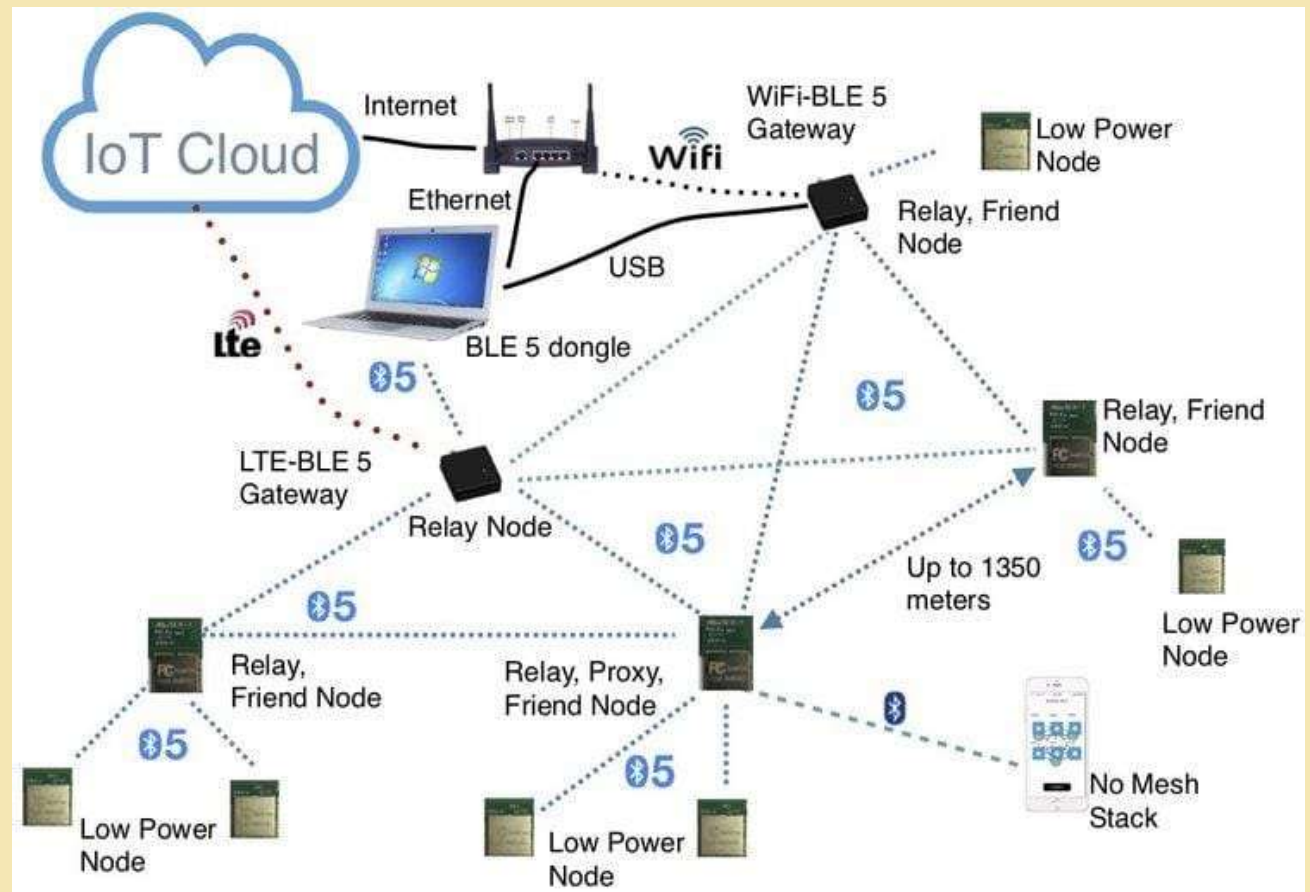 IoT Cloud
Internet
Ethernet
Wifi
WiFi-BLE 5
Gateway
Low Power
Node
Relay, Friend
Node
USB
BLE 5 dongle
Lte
5
5
LTE-BLE 5
Gateway
Relay Node
Relay, Friend
Node
5
5
Up to 1350
meters
Low Power
Node
5
Relay,
Friend Node
Relay, Proxy,
Friend Node
5
5
No Mesh
Stack
Low Power
Node
Low Power
Node